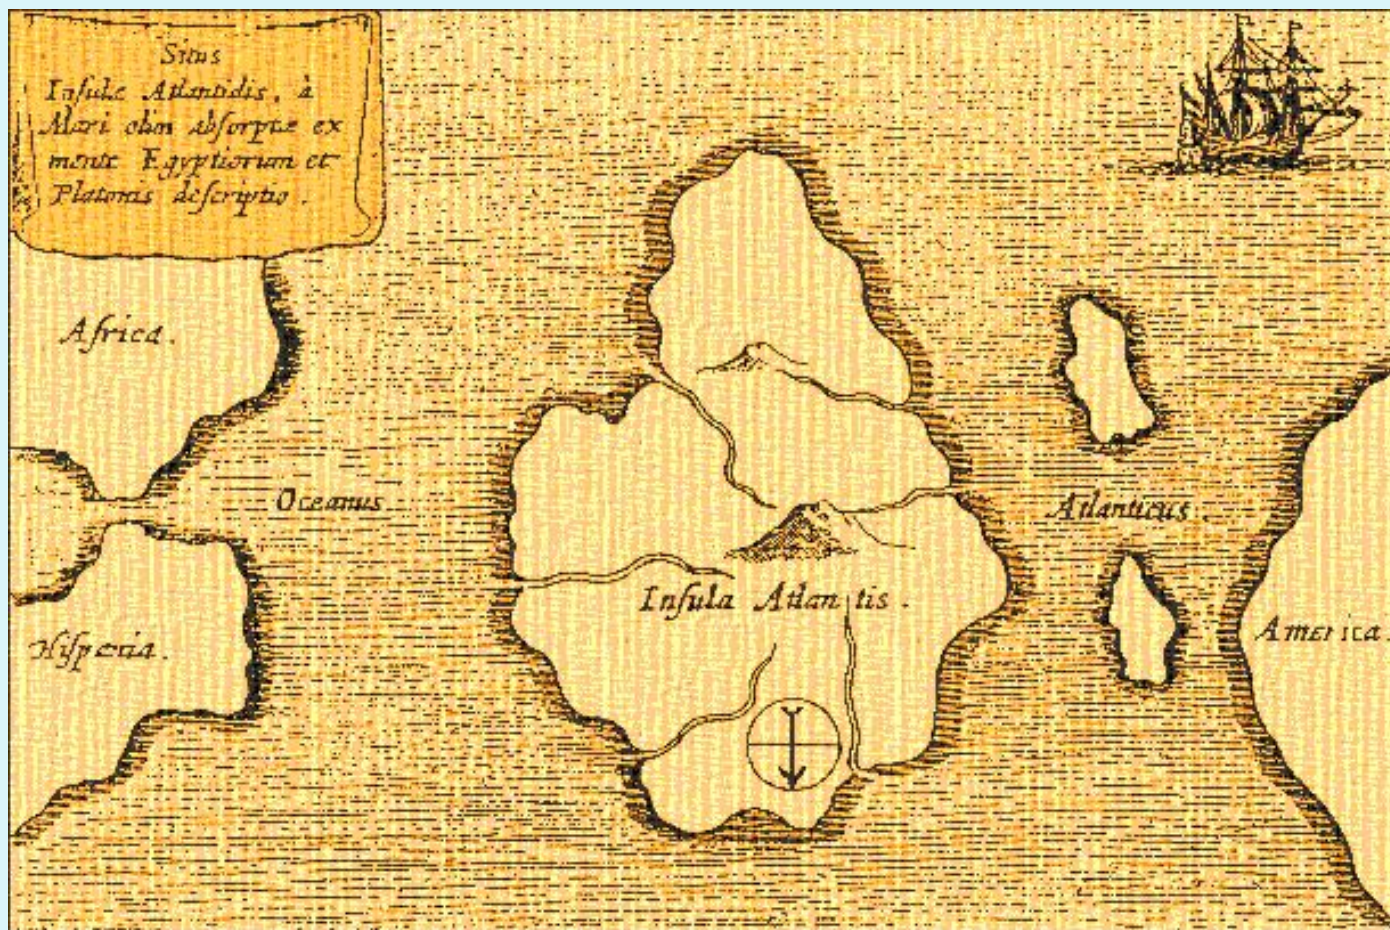 Situs
Inſulæ Atlantidis, à
Mari olim abſorptæ ex
mente Egyptiorum et
Platonis deſcriptio.
Africa.
Oceanus
Atlanticus.
Inſula Atlantis.
Hiſpania.
America.